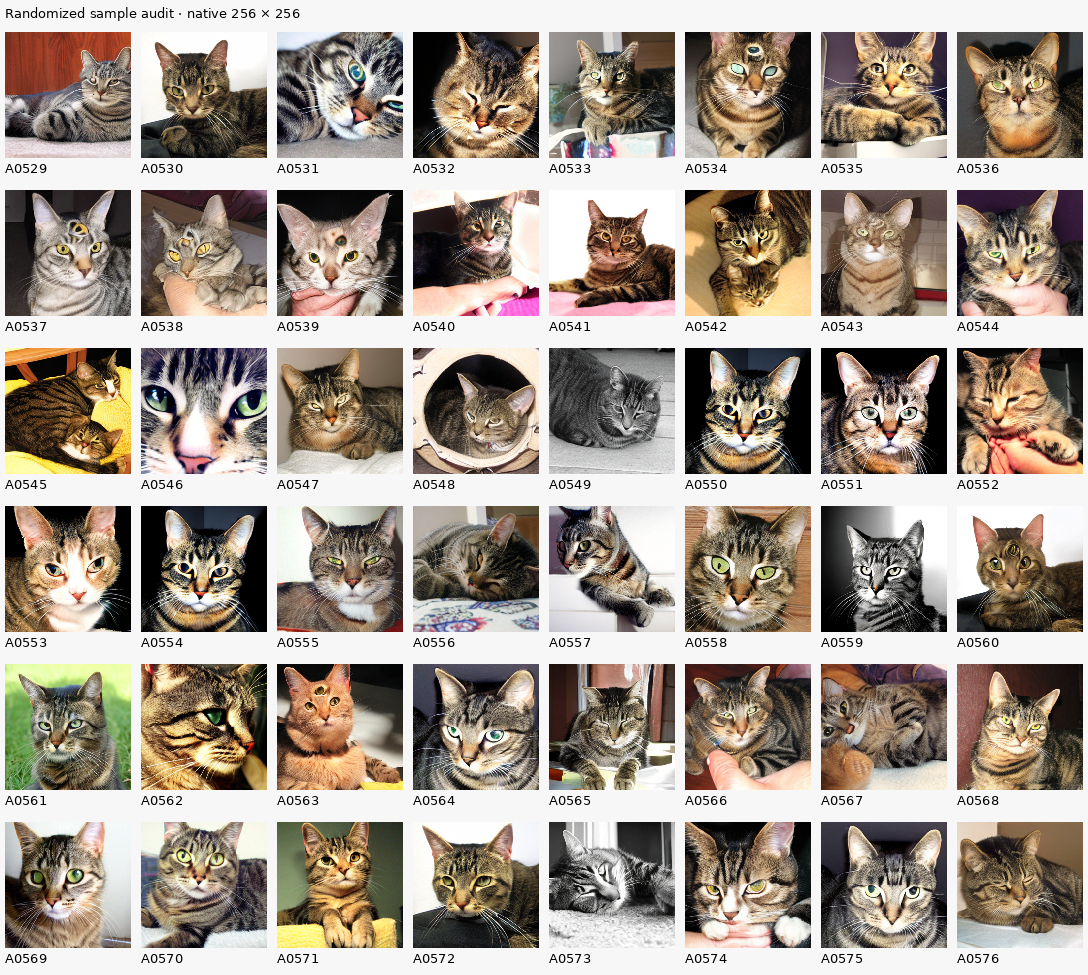 Randomized sample audit · native 256 × 256
A0529 A0530 A0531 A0532 A0533 A0534 A0535 A0536
A0537 A0538 A0539 A0540 A0541 A0542 A0543 A0544
A0545 A0546 A0547 A0548 A0549 A0550 A0551 A0552
A0553 A0554 A0555 A0556 A0557 A0558 A0559 A0560
A0561 A0562 A0563 A0564 A0565 A0566 A0567 A0568
A0569 A0570 A0571 A0572 A0573 A0574 A0575 A0576